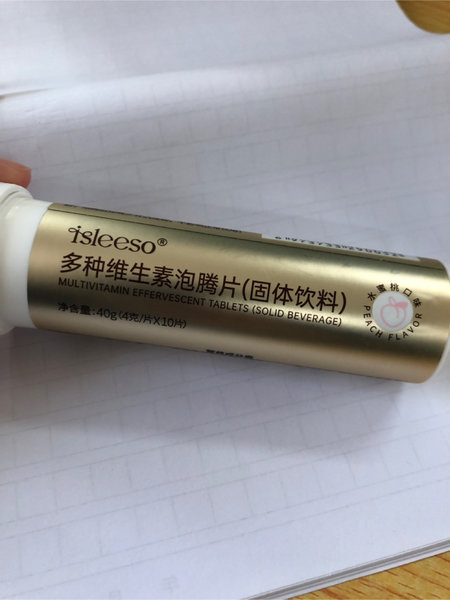 isleeso®
多种维生素泡腾片(固体饮料)
MULTIVITAMIN EFFERVESCENT TABLETS (SOLID BEVERAGE)
净含量:40g(4克/片X10片)
水蜜桃口味
PEACH FLAVOR